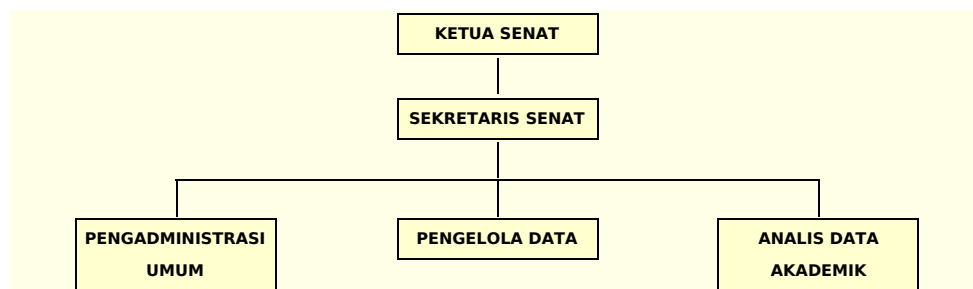 KETUA SENAT
SEKRETARIS SENAT
PENGADMINISTRASI
UMUM
PENGELOLA DATA
ANALIS DATA
AKADEMIK